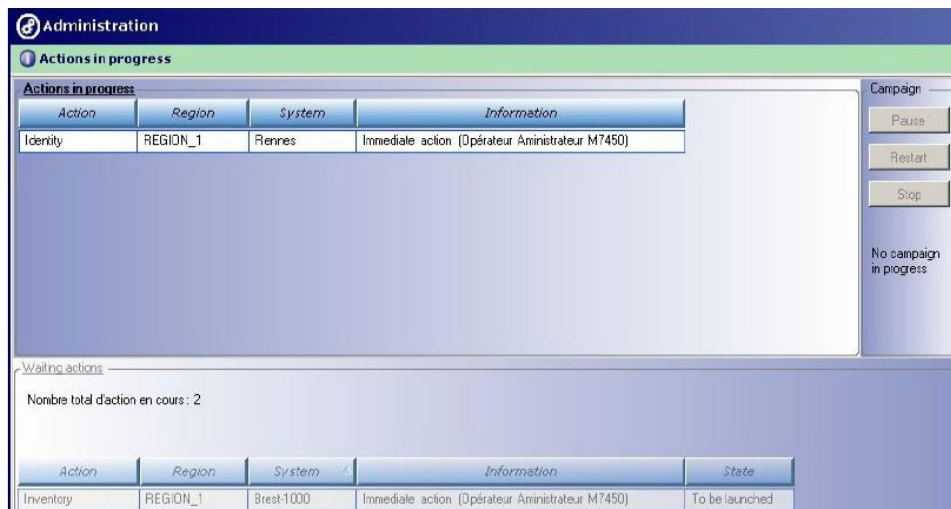 Administration
Actions in progress
Actions in progress
Campaign
Action Region System Information
Pause
Identity REGION_1 Rennes Immediate action (Opérateur Aministrateur M7450)
Restart
Stop
No campaign
in progress
Waiting actions
Nombre total d'action en cours : 2
Action Region System Information State
Inventory REGION_1 Brest-1000 Immediate action (Opérateur Aministrateur M7450) To be launched